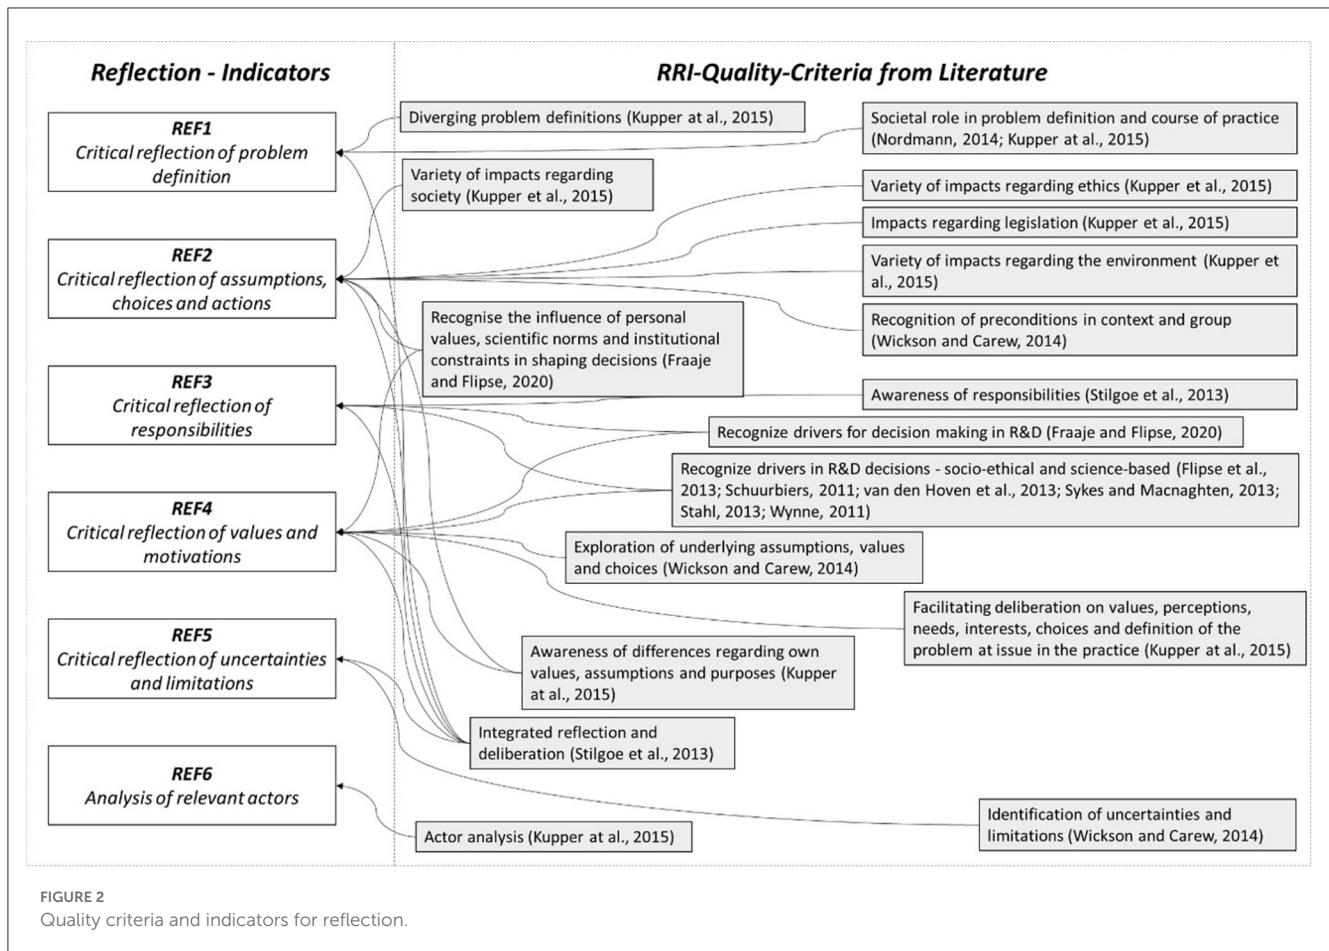 Reflection - Indicators
RRI-Quality-Criteria from Literature
REF1
Critical reflection of problem
definition
REF2
Critical reflection of assumptions,
choices and actions
REF3
Critical reflection of
responsibilities
REF4
Critical reflection of values and
motivations
REF5
Critical reflection of uncertainties
and limitations
REF6
Analysis of relevant actors
Diverging problem definitions (Kupper at al., 2015)
Societal role in problem definition and course of practice
(Nordmann, 2014; Kupper at al., 2015)
Variety of impacts regarding
society (Kupper et al., 2015)
Variety of impacts regarding ethics (Kupper et al., 2015)
Impacts regarding legislation (Kupper et al., 2015)
Variety of impacts regarding the environment (Kupper et
al., 2015)
Recognise the influence of personal
values, scientific norms and institutional
constraints in shaping decisions (Fraaje
and Flipse, 2020)
Recognition of preconditions in context and group
(Wickson and Carew, 2014)
Awareness of responsibilities (Stilgoe et al., 2013)
Recognize drivers for decision making in R&D (Fraaje and Flipse, 2020)
Recognize drivers in R&D decisions - socio-ethical and science-based (Flipse et al.,
2013; Schuurbiers, 2011; van den Hoven et al., 2013; Sykes and Macnaghten, 2013;
Stahl, 2013; Wynne, 2011)
Exploration of underlying assumptions, values
and choices (Wickson and Carew, 2014)
Facilitating deliberation on values, perceptions,
needs, interests, choices and definition of the
problem at issue in the practice (Kupper at al., 2015)
Awareness of differences regarding own
values, assumptions and purposes (Kupper
at al., 2015)
Integrated reflection and
deliberation (Stilgoe et al., 2013)
Identification of uncertainties and
limitations (Wickson and Carew, 2014)
Actor analysis (Kupper at al., 2015)
FIGURE 2
Quality criteria and indicators for reflection.